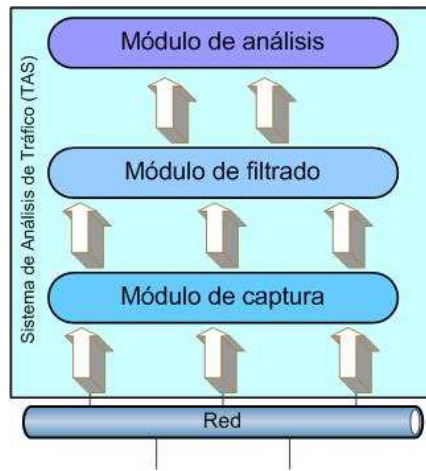 Sistema de Análisis de Tráfico (TAS)
Módulo de análisis
Módulo de filtrado
Módulo de captura
Red